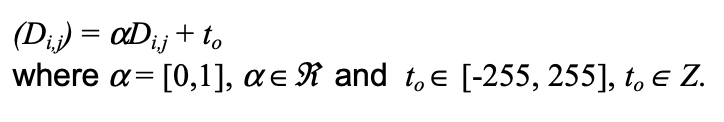 (D_{i,j}) = αD_{i,j} + t_o
where α= [0,1], α∈ ℜ and t_o∈ [-255, 255], t_o ∈ Z.